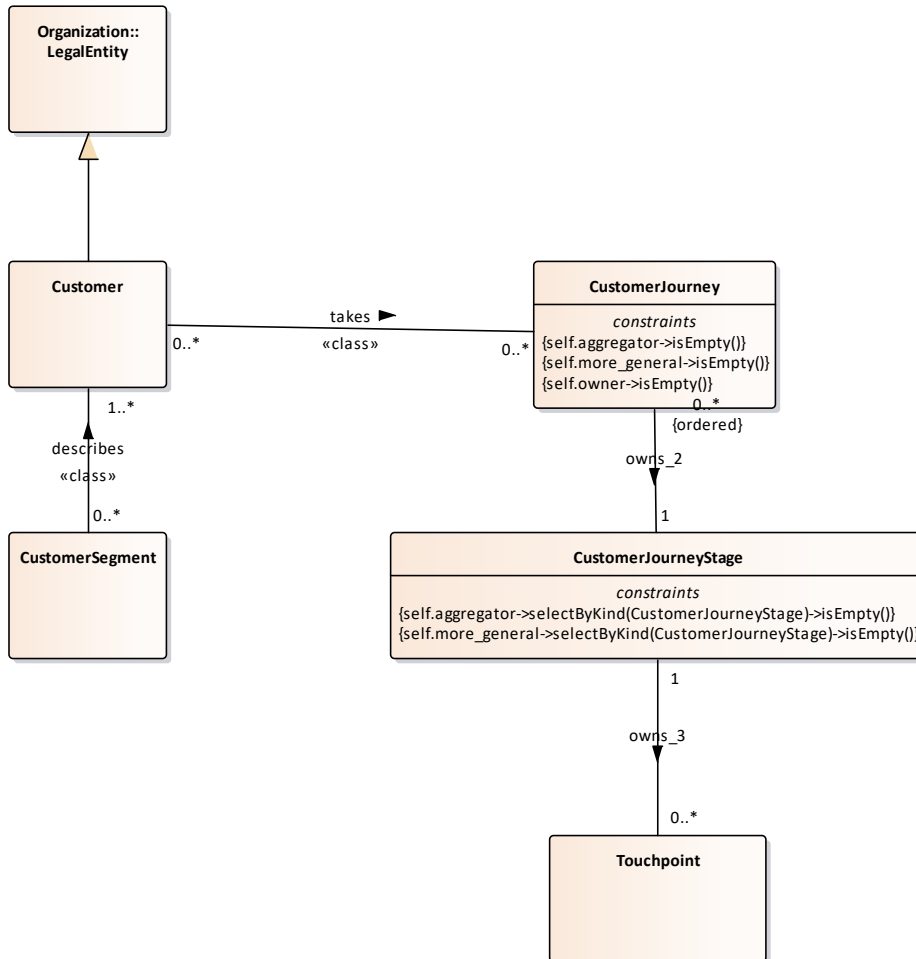 Organization::
LegalEntity
Customer
takes
«class»
0..*
0..*
CustomerJourney
constraints
{self.aggregator->isEmpty()}
{self.more_general->isEmpty()}
{self.owner->isEmpty()}
0..*
{ordered}
1..*
describes
«class»
0..*
owns_2
1
CustomerSegment
CustomerJourneyStage
constraints
{self.aggregator->selectByKind(CustomerJourneyStage)->isEmpty()}
{self.more_general->selectByKind(CustomerJourneyStage)->isEmpty()}
1
owns_3
0..*
Touchpoint